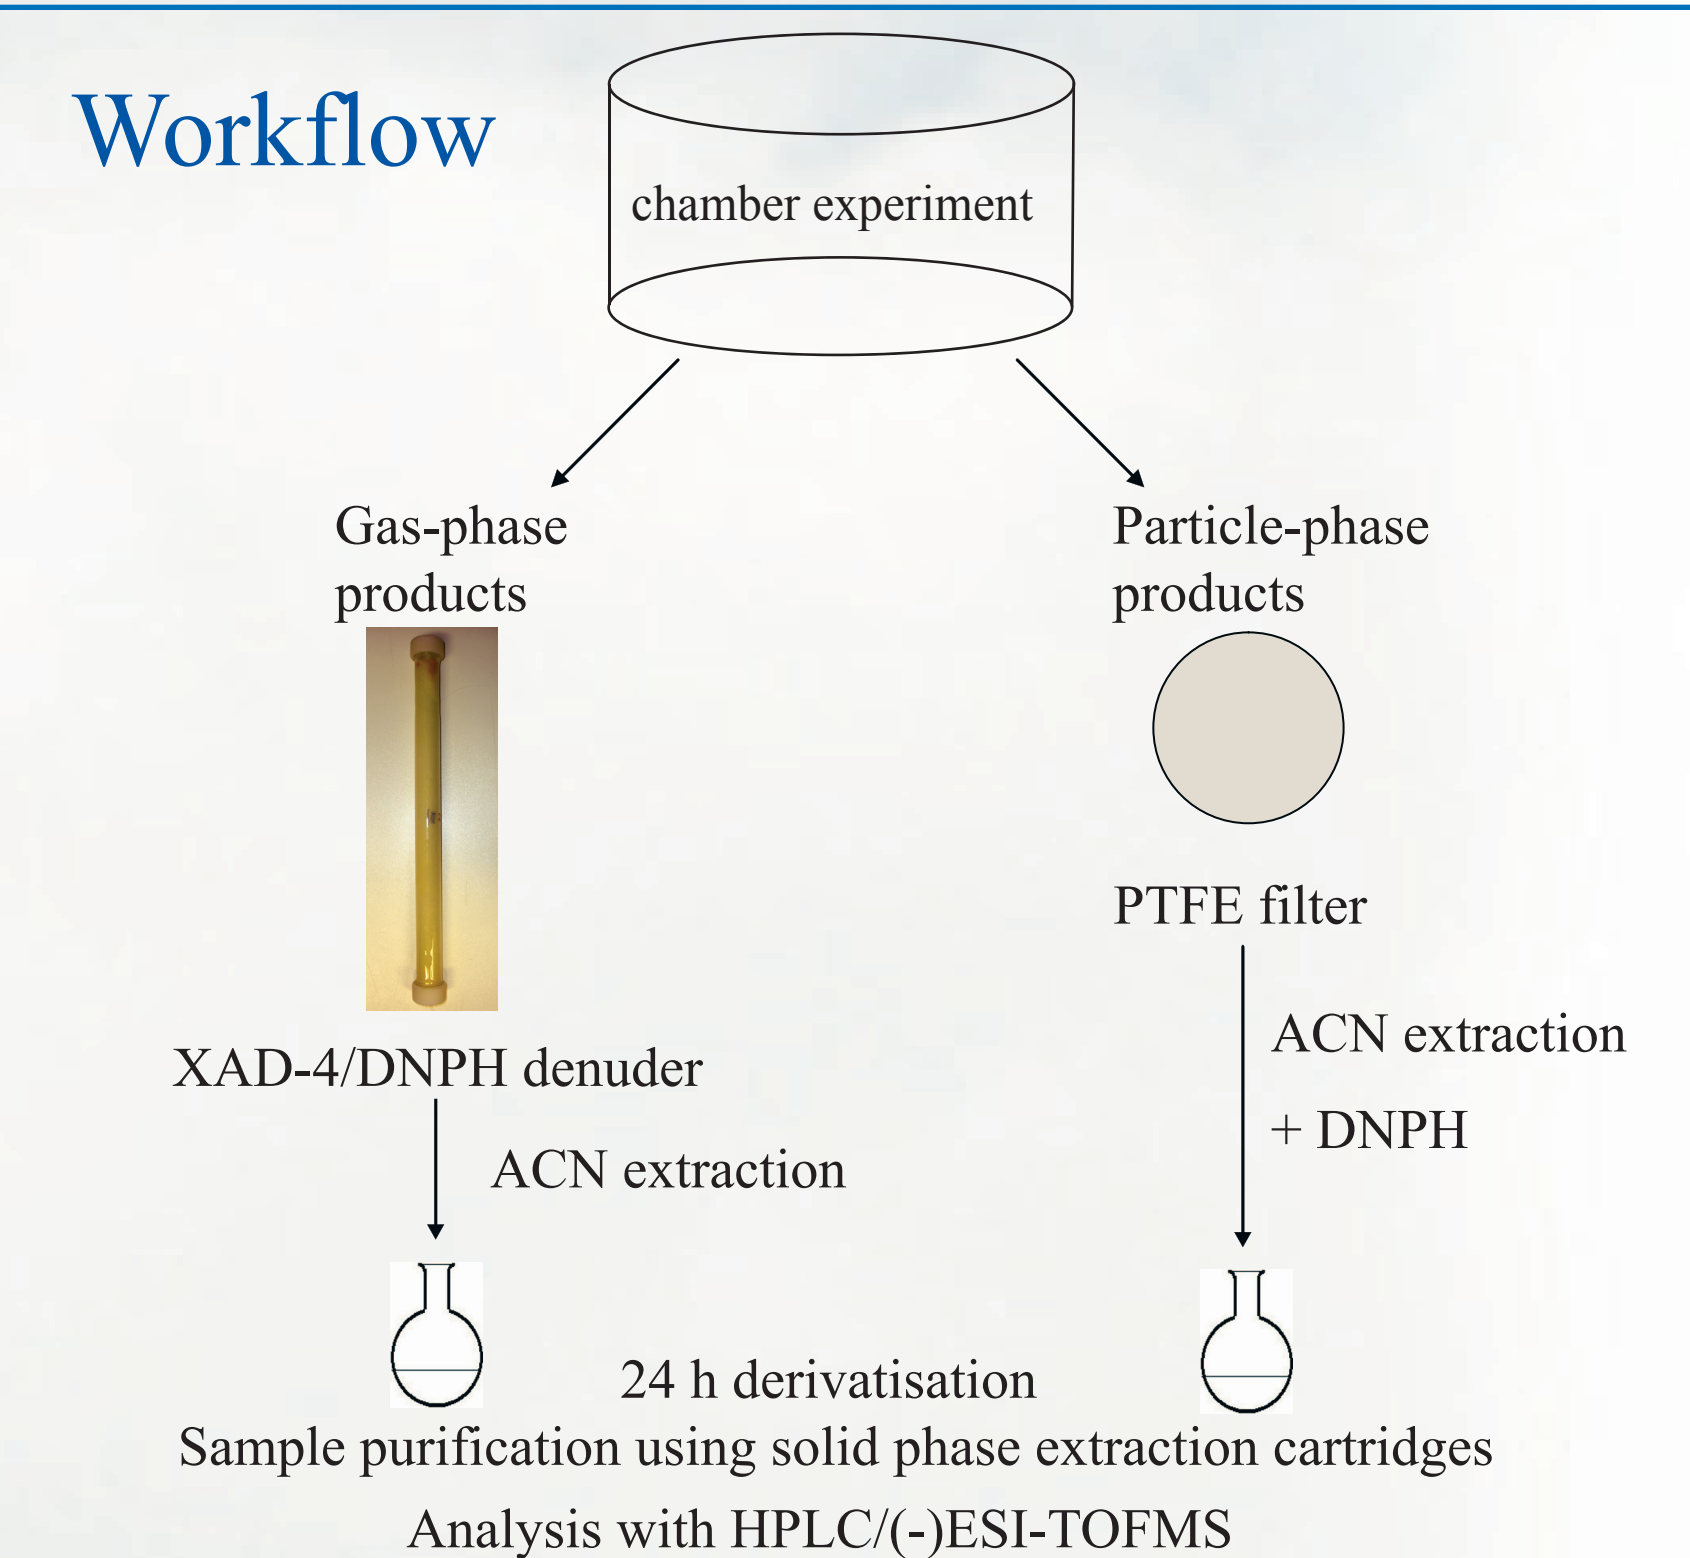 Workflow
chamber experiment
Gas-phase
products
Particle-phase
products
XAD-4/DNPH denuder
ACN extraction
PTFE filter
ACN extraction
+ DNPH
24 h derivatisation
Sample purification using solid phase extraction cartridges
Analysis with HPLC/(-)ESI-TOFMS